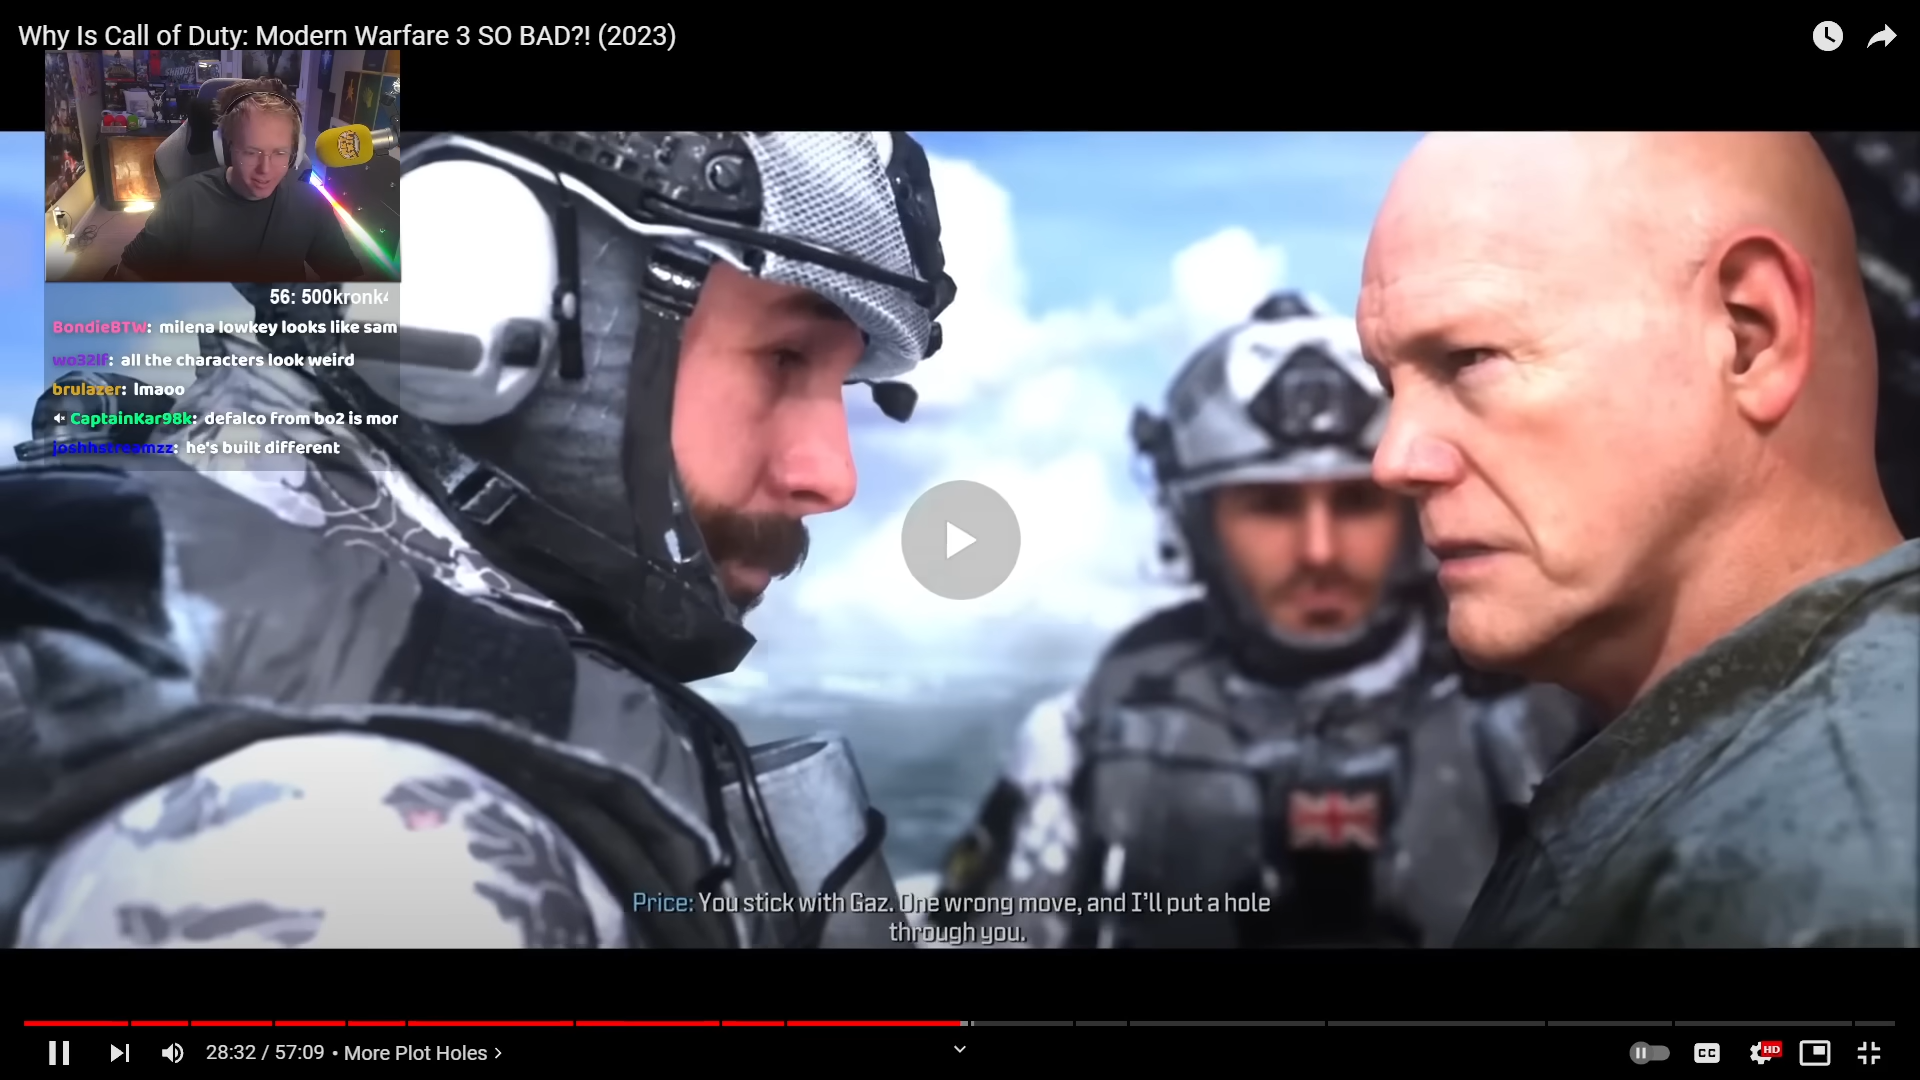 Why Is Call of Duty: Modern Warfare 3 SO BAD?! (2023)
56: 500kronk
BondieBTW: milena lowkey looks like sam
wo32lf: all the characters look weird
brulazer: lmaoo
CaptainKar98k: defalco from bo2 is mor
joshhstreamzz: he's built different
Price: You stick with Gaz. One wrong move, and I'll put a hole
through you.
28:32 / 57:09 • More Plot Holes >
CC
HD